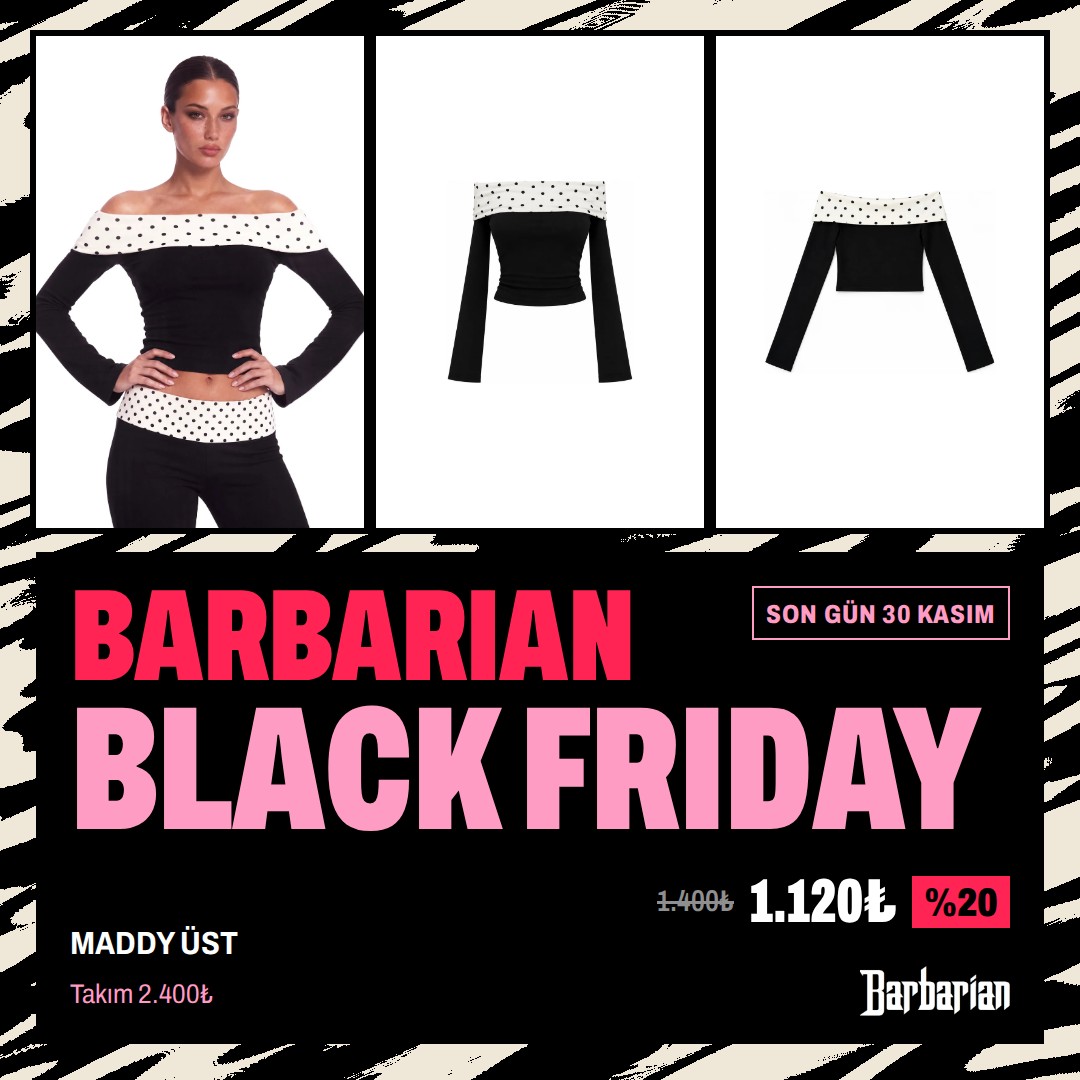 BARBARIAN
SON GÜN 30 KASIM
BLACK FRIDAY
1.400₺ 1.120₺ %20
MADDY ÜST
Takım 2.400₺
Barbarian